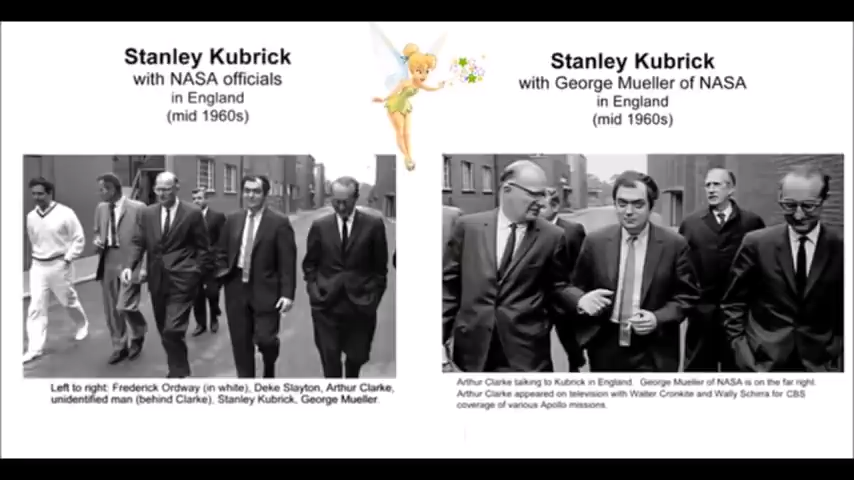 Stanley Kubrick
with NASA officials
in England
(mid 1960s)
Left to right: Frederick Ordway (in white), Deke Slayton, Arthur Clarke,
unidentified man (behind Clarke), Stanley Kubrick, George Mueller.
Stanley Kubrick
with George Mueller of NASA
in England
(mid 1960s)
Arthur Clarke talking to Kubrick in England. George Mueller of NASA is on the far right.
Arthur Clarke appeared on television with Walter Cronkite and Wally Schirra for CBS
coverage of various Apollo missions.